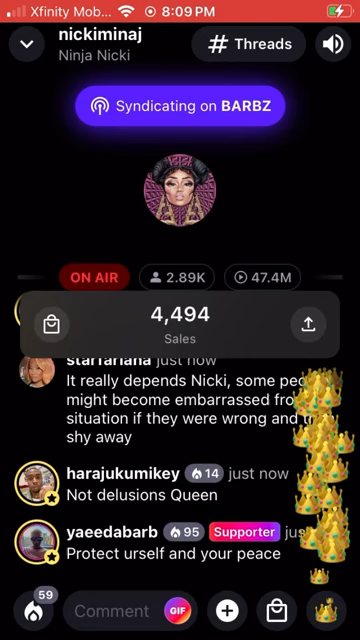 Xfinity Mob... 8:09 PM
nickiminaj
Ninja Nicki
# Threads
Syndicating on BARBZ
ON AIR 2.89K 47.4M
4,494
Sales
starfariana just now
It really depends Nicki, some
might become embarrassed
situation if they were wrong and
shy away
harajukumikey 14 just now
Not delusions Queen
yaeedabarb 95 Supporter
Protect urself and your peace
59
Comment GIF